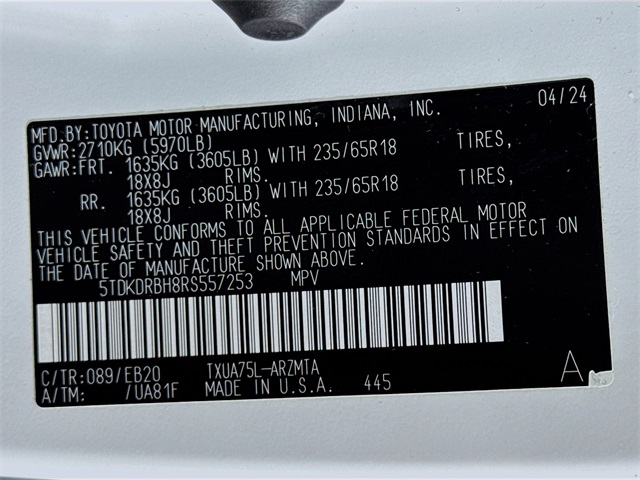 MFD.BY:TOYOTA MOTOR MANUFACTURING, INDIANA, INC. 04/24
GVWR:2710KG (5970LB)
GAWR:FRT. 1635KG (3605LB) WITH 235/65R18 TIRES,
18X8J RIMS.
RR. 1635KG (3605LB) WITH 235/65R18 TIRES,
18X8J RIMS.
THIS VEHICLE CONFORMS TO ALL APPLICABLE FEDERAL MOTOR
VEHICLE SAFETY AND THEFT PREVENTION STANDARDS IN EFFECT ON
THE DATE OF MANUFACTURE SHOWN ABOVE.
5TDKDRBH8RS557253 MPV
C/TR:089/EB20 TXUA75L-ARZMTA A
A/TM: /UA81F MADE IN U.S.A. 445